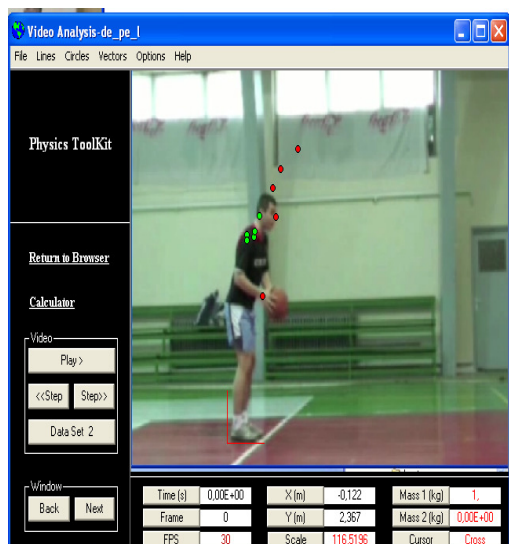 Video Analysis-de_pe_l
File Lines Circles Vectors Options Help
Physics ToolKit
Return to Browser
Calculator
Video
Play >
<<Step Step>>
Data Set 2
Window
Back Next
Time (s) 0,00E+00 X (m) -0,122 Mass 1 (kg) 1,
Frame 0 Y (m) 2,367 Mass 2 (kg) 0,00E+00
FPS 30 Scale 116,5196 Cursor Cross